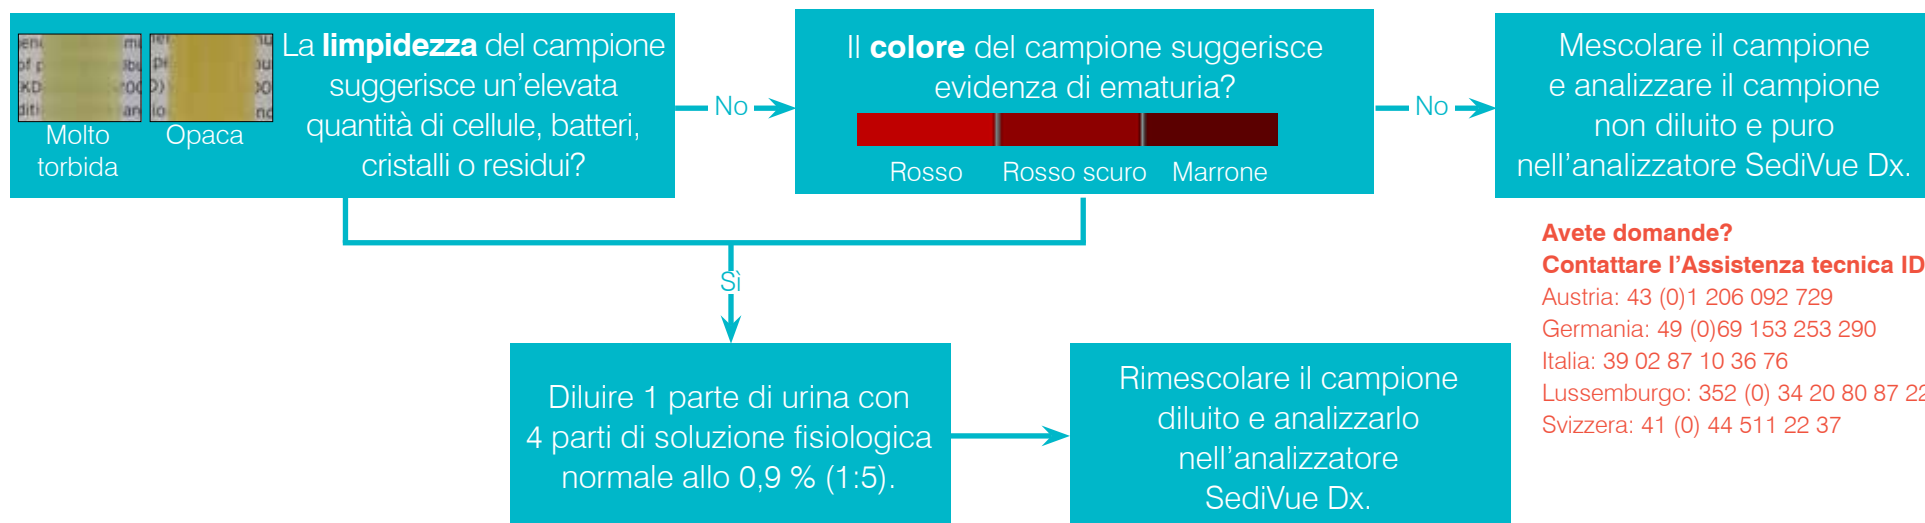 La limpidezza del campione
suggerisce un’elevata
quantità di cellule, batteri,
cristalli o residui?
Molto
torbida
Opaca
No
Il colore del campione suggerisce
evidenza di ematuria?
Rosso
Rosso scuro
Marrone
No
Mescolare il campione
e analizzare il campione
non diluito e puro
nell’analizzatore SediVue Dx.
Sì
Diluire 1 parte di urina con
4 parti di soluzione fisiologica
normale allo 0,9 % (1:5).
Rimescolare il campione
diluito e analizzarlo
nell’analizzatore
SediVue Dx.
Avete domande?
Contattare l’Assistenza tecnica ID
Austria: 43 (0)1 206 092 729
Germania: 49 (0)69 153 253 290
Italia: 39 02 87 10 36 76
Lussemburgo: 352 (0) 34 20 80 87 22
Svizzera: 41 (0) 44 511 22 37